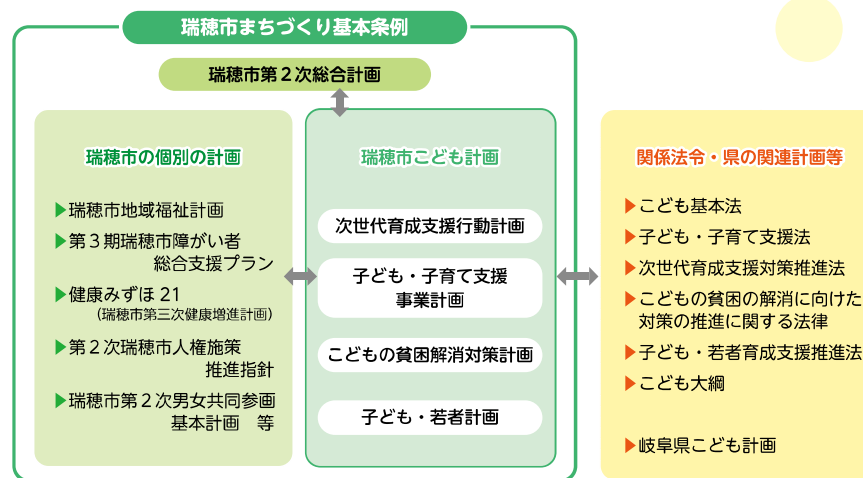 瑞穂市まちづくり基本条例
瑞穂市第２次総合計画
瑞穂市の個別の計画
▶瑞穂市地域福祉計画
▶第３期瑞穂市障がい者
総合支援プラン
▶健康みずほ 21
(瑞穂市第三次健康増進計画)
▶第２次瑞穂市人権施策
推進指針
▶瑞穂市第２次男女共同参画
基本計画　等
瑞穂市こども計画
次世代育成支援行動計画
子ども・子育て支援
事業計画
こどもの貧困解消対策計画
子ども・若者計画
関係法令・県の関連計画等
▶こども基本法
▶子ども・子育て支援法
▶次世代育成支援対策推進法
▶こどもの貧困の解消に向けた
対策の推進に関する法律
▶子ども・若者育成支援推進法
▶こども大綱
▶岐阜県こども計画